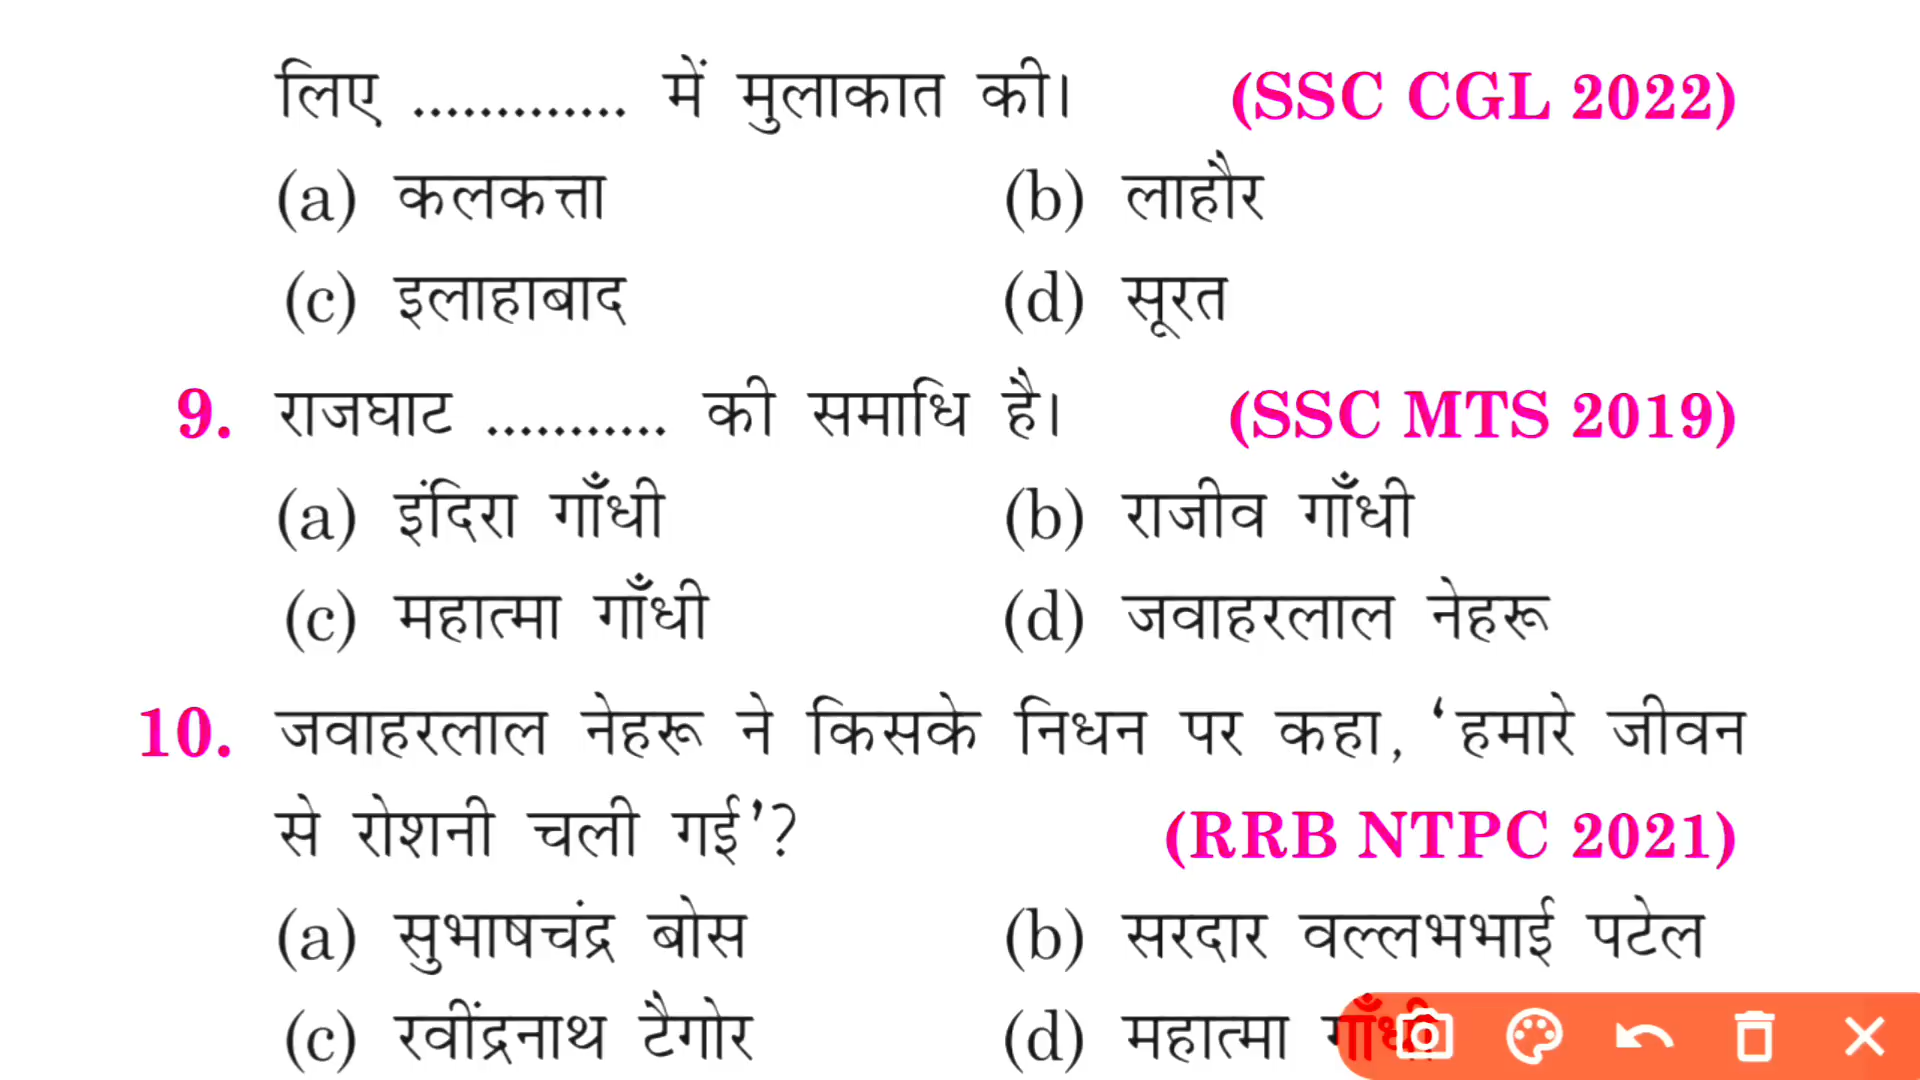 लिए ............. में मुलाकात की। (SSC CGL 2022)
(a) कलकत्ता (b) लाहौर
(c) इलाहाबाद (d) सूरत
9. राजघाट ........... की समाधि है। (SSC MTS 2019)
(a) इंदिरा गाँधी (b) राजीव गाँधी
(c) महात्मा गाँधी (d) जवाहरलाल नेहरू
10. जवाहरलाल नेहरू ने किसके निधन पर कहा, ‘हमारे जीवन
से रोशनी चली गई’? (RRB NTPC 2021)
(a) सुभाषचंद्र बोस (b) सरदार वल्लभभाई पटेल
(c) रवींद्रनाथ टैगोर (d) महात्मा गाँधी